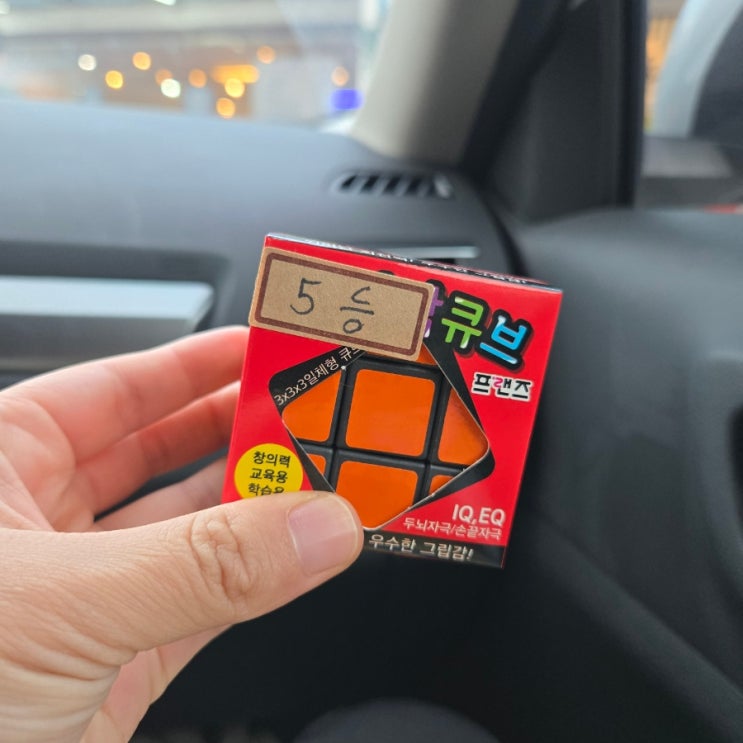 5승
큐브
프랜즈
3x3x3일체형 큐브
창의력
교육용
학습용
IQ,EQ
두뇌자극/손끝자극
우수한 그립감!